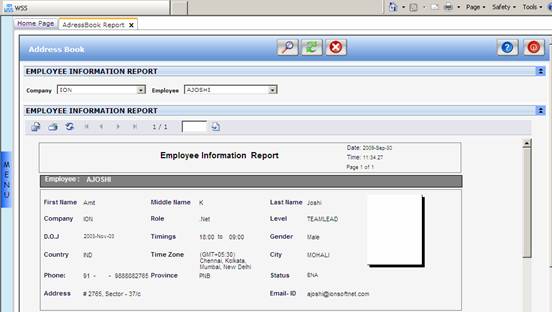 WSS
Page Safety Tools
Home Page AdressBook Report X
Address Book
EMPLOYEE INFORMATION REPORT
Company ION Employee AJOSHI
EMPLOYEE INFORMATION REPORT
1 / 1
MENU
Date: 2009-Sep-30
Employee Information Report
Time: 11:34:27
Page 1 of 1
Employee : AJOSHI
First Name Amt Middle Name K Last Name Joshi
Company ION Role .Net Level TEAMLEAD
D.O.J 2003-Nov-03 Timings 18:00 to 09:00 Gender Male
Country IND Time Zone (GMT+05:30) Chennai, Kolkata, Mumbai, New Delhi City MOHALI
Phone: 91 - - 9888082765 Province PNB Status ENA
Address # 2765, Sector - 37/c Email- ID ajoshi@ionsoftnet.com